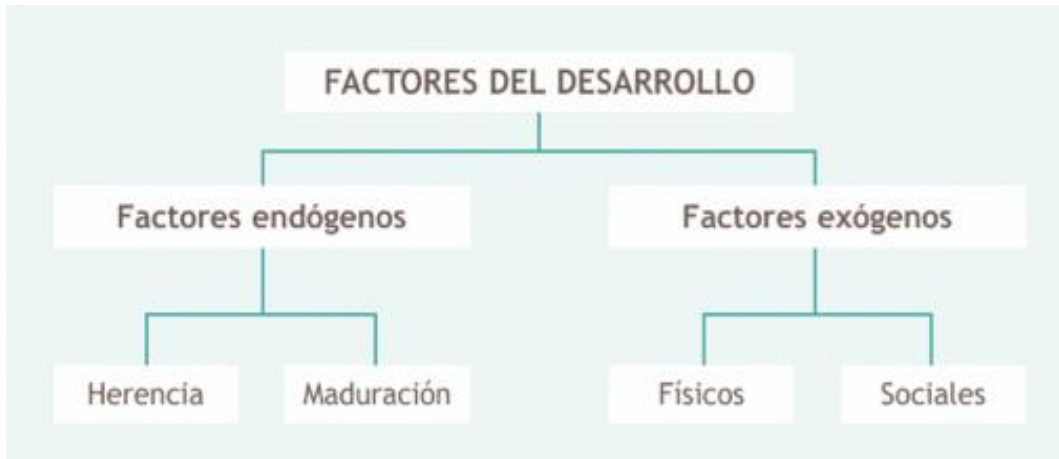 FACTORES DEL DESARROLLO
Factores endógenos
Factores exógenos
Herencia
Maduración
Físicos
Sociales